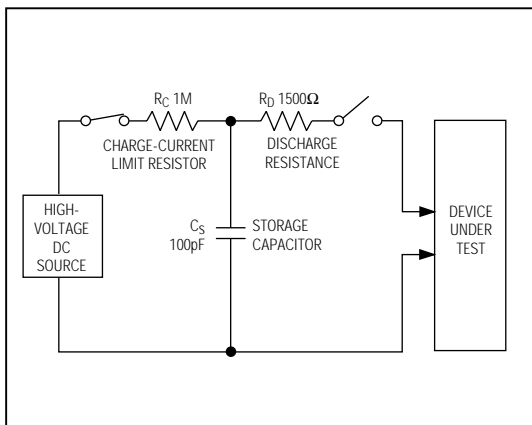 R_C 1M
CHARGE-CURRENT
LIMIT RESISTOR
R_D 1500Ω
DISCHARGE
RESISTANCE
HIGH-
VOLTAGE
DC
SOURCE
C_S
100pF
STORAGE
CAPACITOR
DEVICE
UNDER
TEST